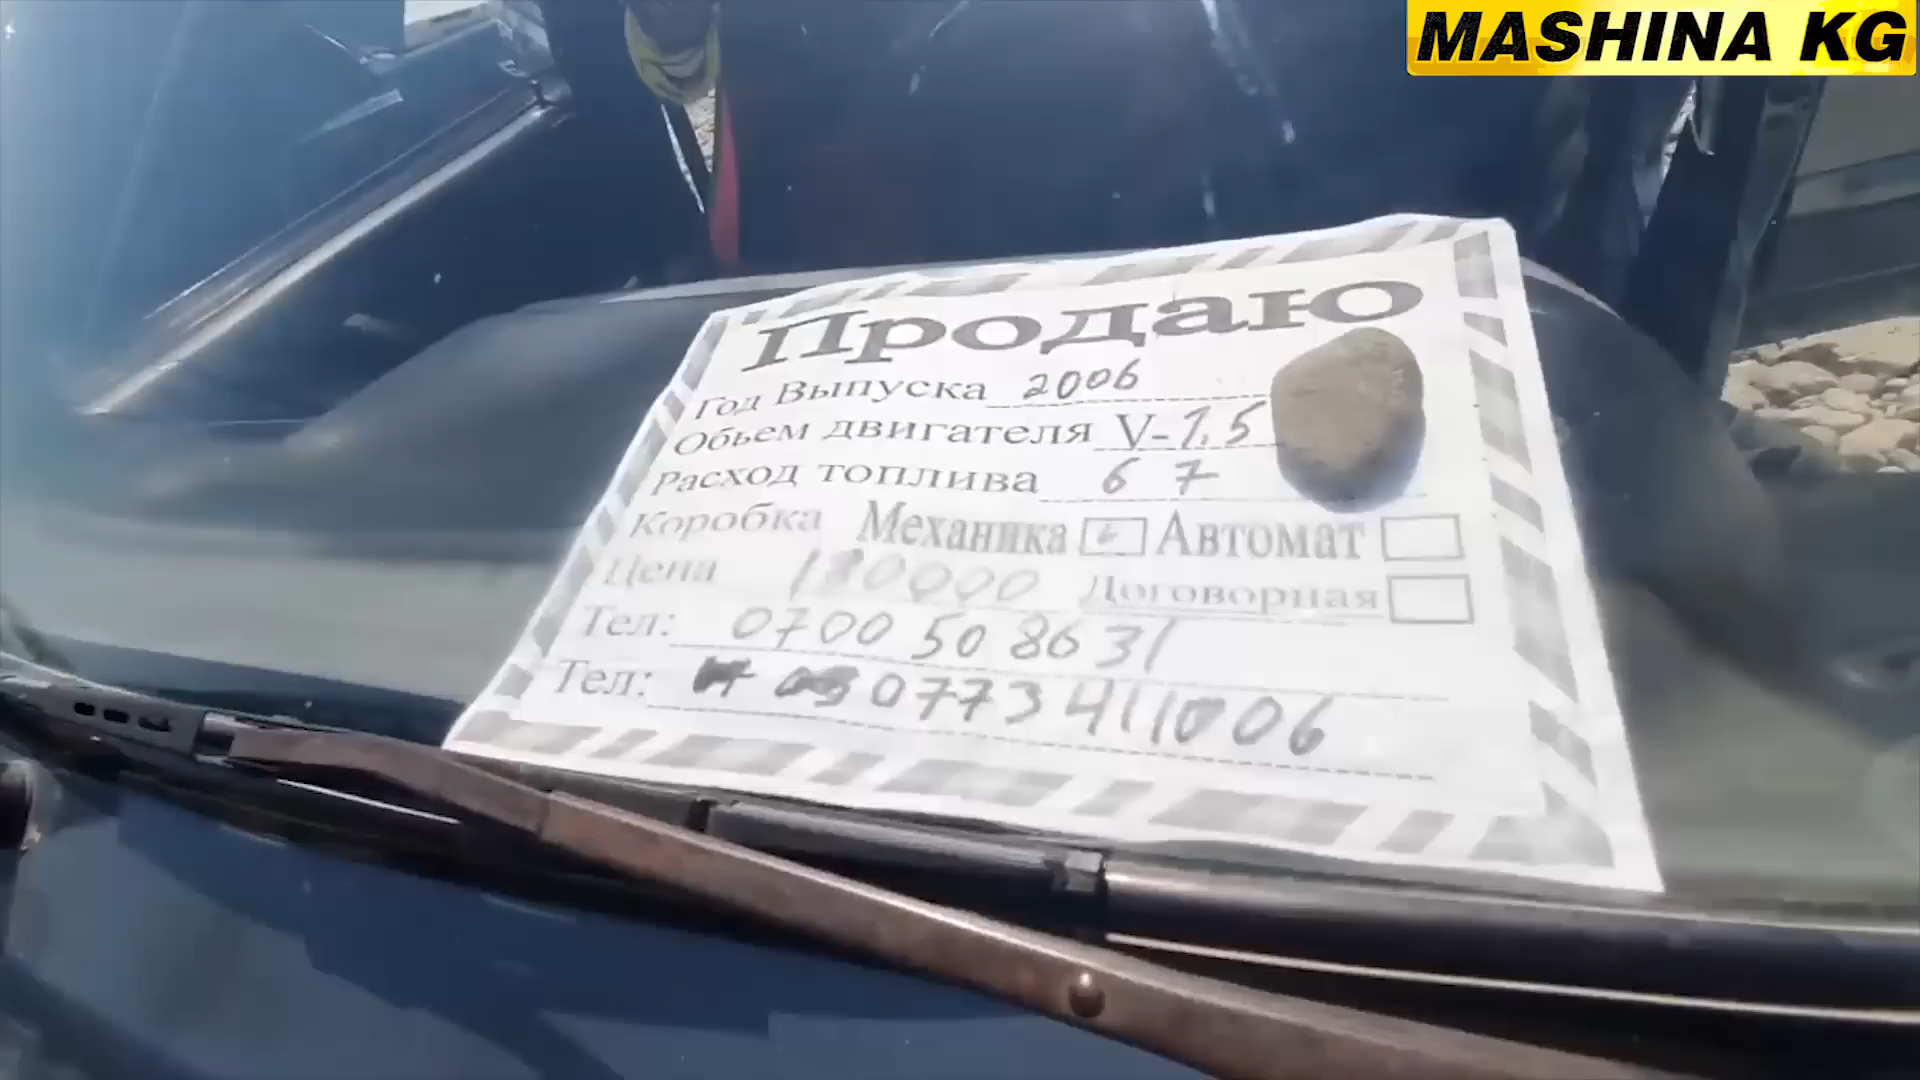 MASHINA KG
Продаю
Год Выпуска 2006
Обьем двигателя V-1,5
Расход топлива 6 7
Коробка Механика Автомат
Цена 180000 Договорная
Тел: 0700 50 86 31
Тел: 0773 411006